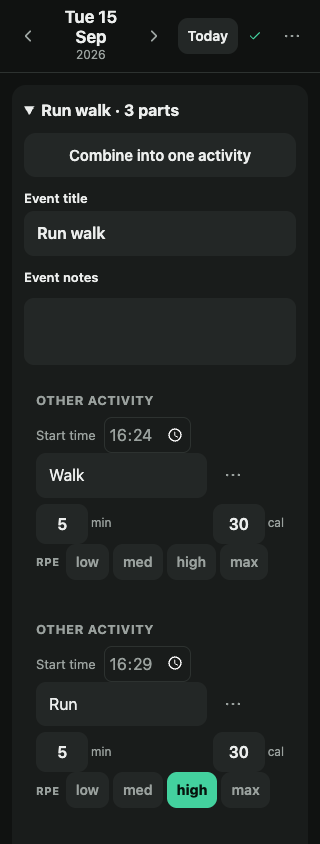 Tue 15
Sep
2026
Today
Run walk · 3 parts
Combine into one activity
Event title
Run walk
Event notes
OTHER ACTIVITY
Start time 16:24
Walk
5 min 30 cal
RPE low med high max
OTHER ACTIVITY
Start time 16:29
Run
5 min 30 cal
RPE low med high max